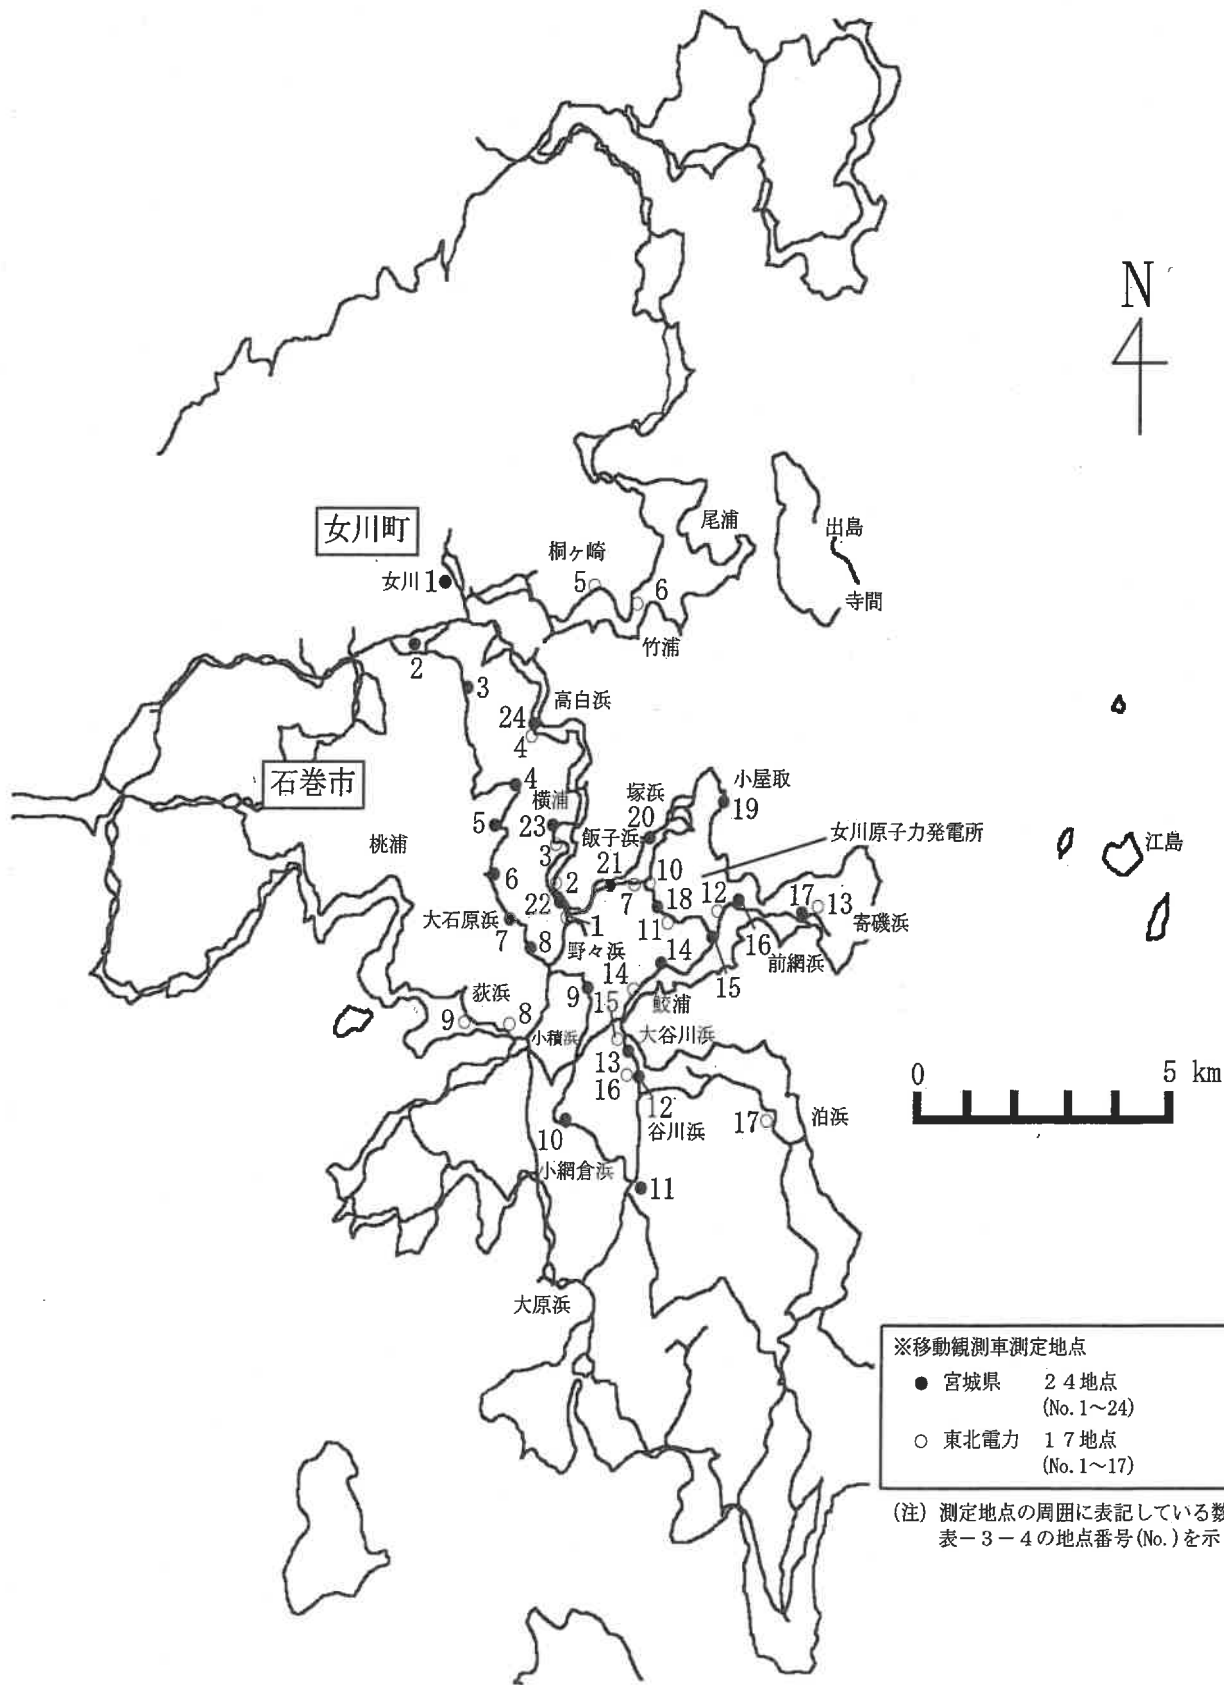 N
尾浦
出島
女川町
桐ヶ崎
女川 1
5
6
寺間
竹浦
2
3
高白浜
24
4
石巻市
4
横浦
塚浜
小屋取
19
5
23
飯子浜
20
女川原子力発電所
桃浦
3
江島
6
2
21
10
7
18
12
17
13
22
1
11
寄磯浜
大石原浜
7
8
野々浜
14
16
前網浜
15
9
14
荻浜
15
鮫浦
9
8
小積浜
大谷川浜
13
16
0
5 km
12
谷川浜
17
泊浜
10
小網倉浜
11
大原浜
※移動観測車測定地点
● 宮城県 24地点
(No.1~24)
○ 東北電力 17地点
(No.1~17)
(注) 測定地点の周囲に表記している数
表-3-4の地点番号(No.)を示